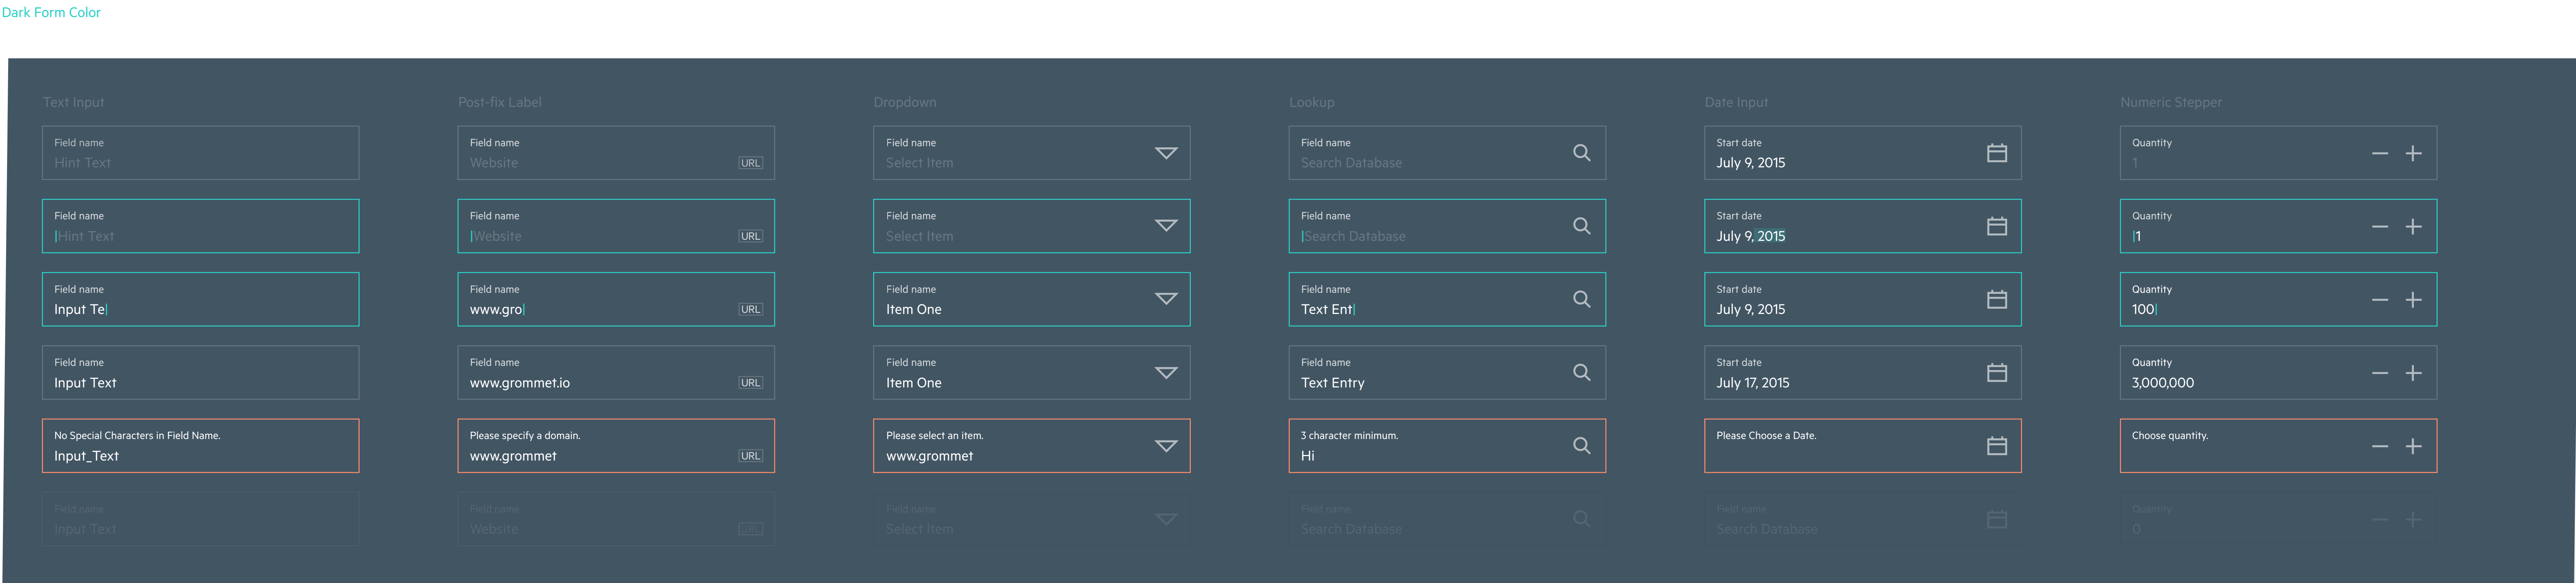 Dark Form Color
Text Input
Post-fix Label
Dropdown
Lookup
Date Input
Numeric Stepper
Field name
Hint Text
Field name
Website
URL
Field name
Select Item
Field name
Search Database
Start date
July 9, 2015
Quantity
1
Field name
Hint Text
Field name
Website
URL
Field name
Select Item
Field name
Search Database
Start date
July 9, 2015
Quantity
1
Field name
Input Te
Field name
www.gro
URL
Field name
Item One
Field name
Text Ent
Start date
July 9, 2015
Quantity
100
Field name
Input Text
Field name
www.grommet.io
URL
Field name
Item One
Field name
Text Entry
Start date
July 17, 2015
Quantity
3,000,000
No Special Characters in Field Name.
Input_Text
Please specify a domain.
www.grommet
URL
Please select an item.
www.grommet
3 character minimum.
Hi
Please Choose a Date.
Choose quantity.
Field name
Input Text
Field name
Website
URL
Field name
Select Item
Field name
Search Database
Field name
Search Database
Quantity
0